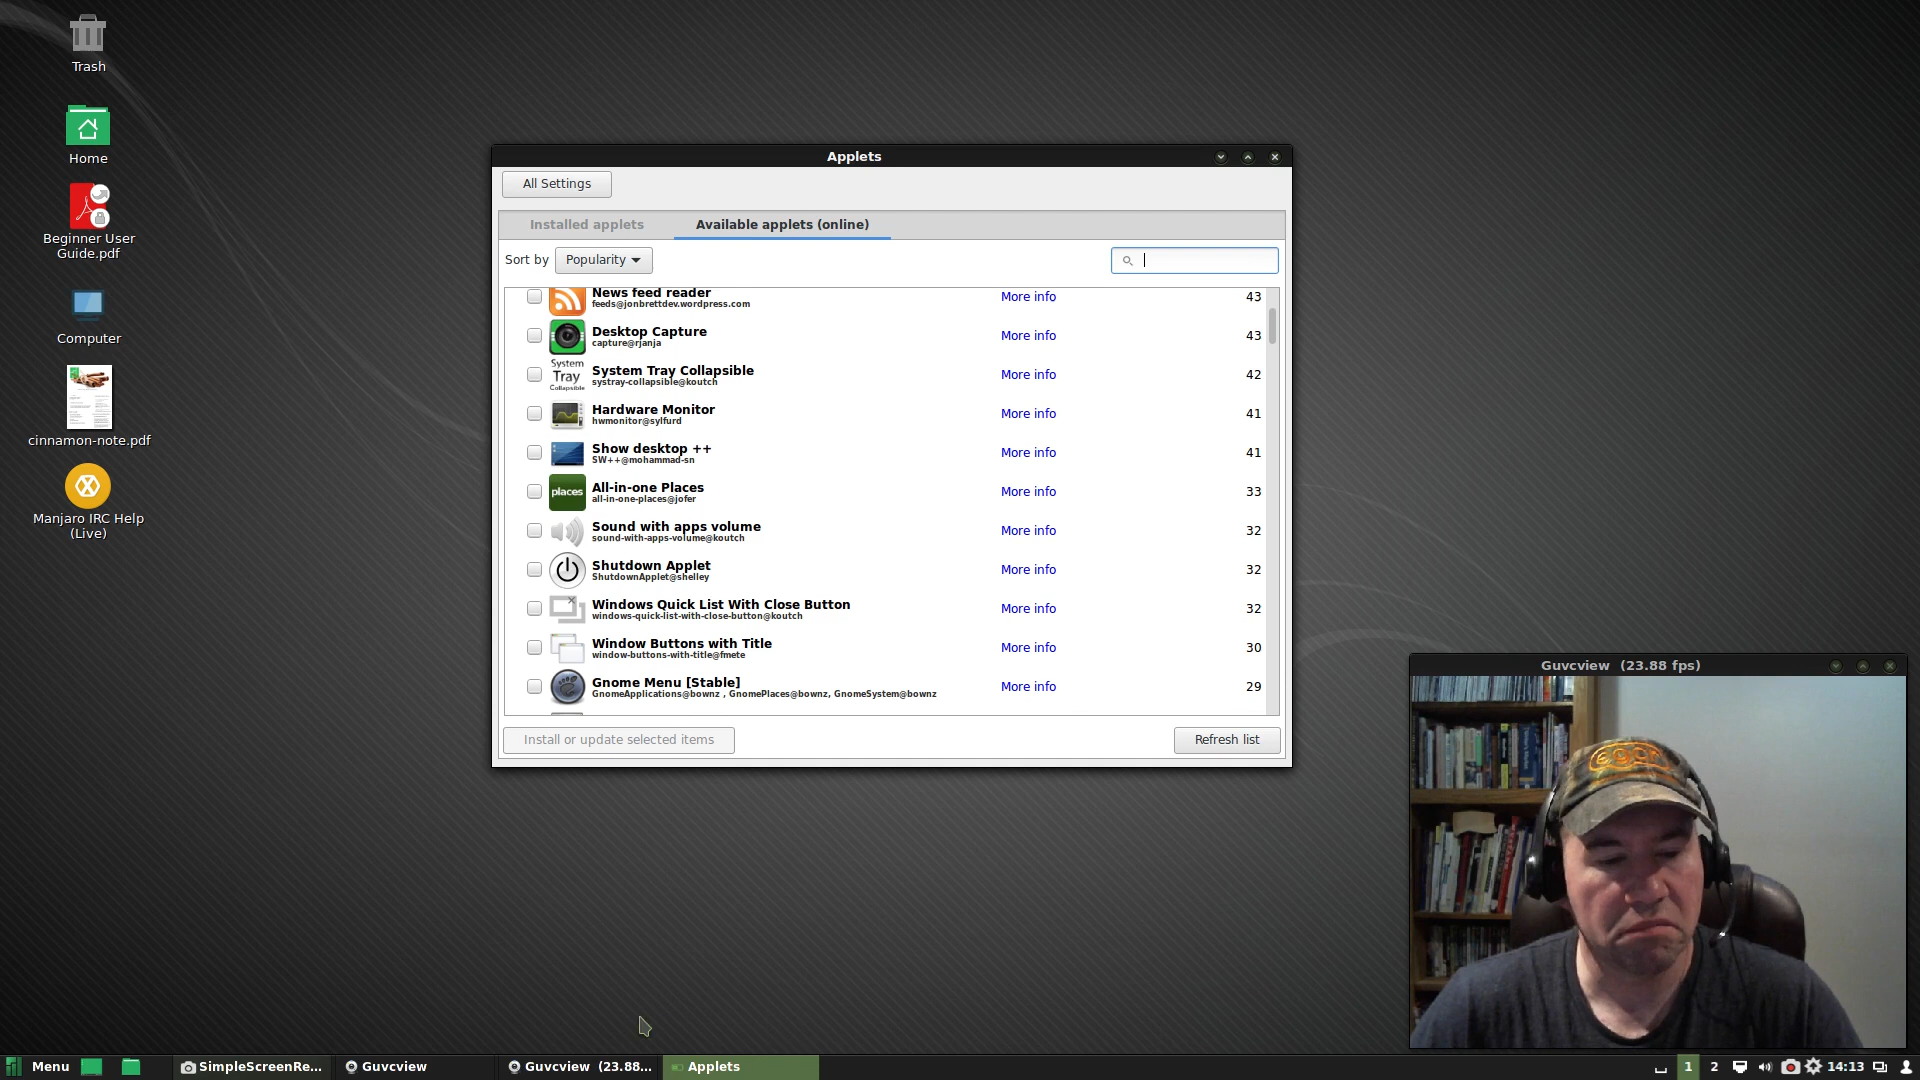 Trash
Home
Beginner User
Guide.pdf
Computer
cinnamon-note.pdf
Manjaro IRC Help
(Live)
Applets
All Settings
Installed applets
Available applets (online)
Sort by
Popularity
News feed reader
feeds@jonbrettdev.wordpress.com
More info
43
Desktop Capture
capture@rjanja
More info
43
System
Tray
Collapsible
System Tray Collapsible
systray-collapsible@koutch
More info
42
Hardware Monitor
hwmonitor@sylfurd
More info
41
Show desktop ++
SW++@mohammad-sn
More info
41
places
All-in-one Places
all-in-one-places@jofer
More info
33
Sound with apps volume
sound-with-apps-volume@koutch
More info
32
Shutdown Applet
ShutdownApplet@shelley
More info
32
Windows Quick List With Close Button
windows-quick-list-with-close-button@koutch
More info
32
Window Buttons with Title
window-buttons-with-title@fmete
More info
30
Gnome Menu [Stable]
GnomeApplications@bownz , GnomePlaces@bownz, GnomeSystem@bownz
More info
29
Install or update selected items
Refresh list
Guvcview (23.88 fps)
Menu
SimpleScreenRe...
Guvcview
Guvcview (23.88...
Applets
1
2
14:13